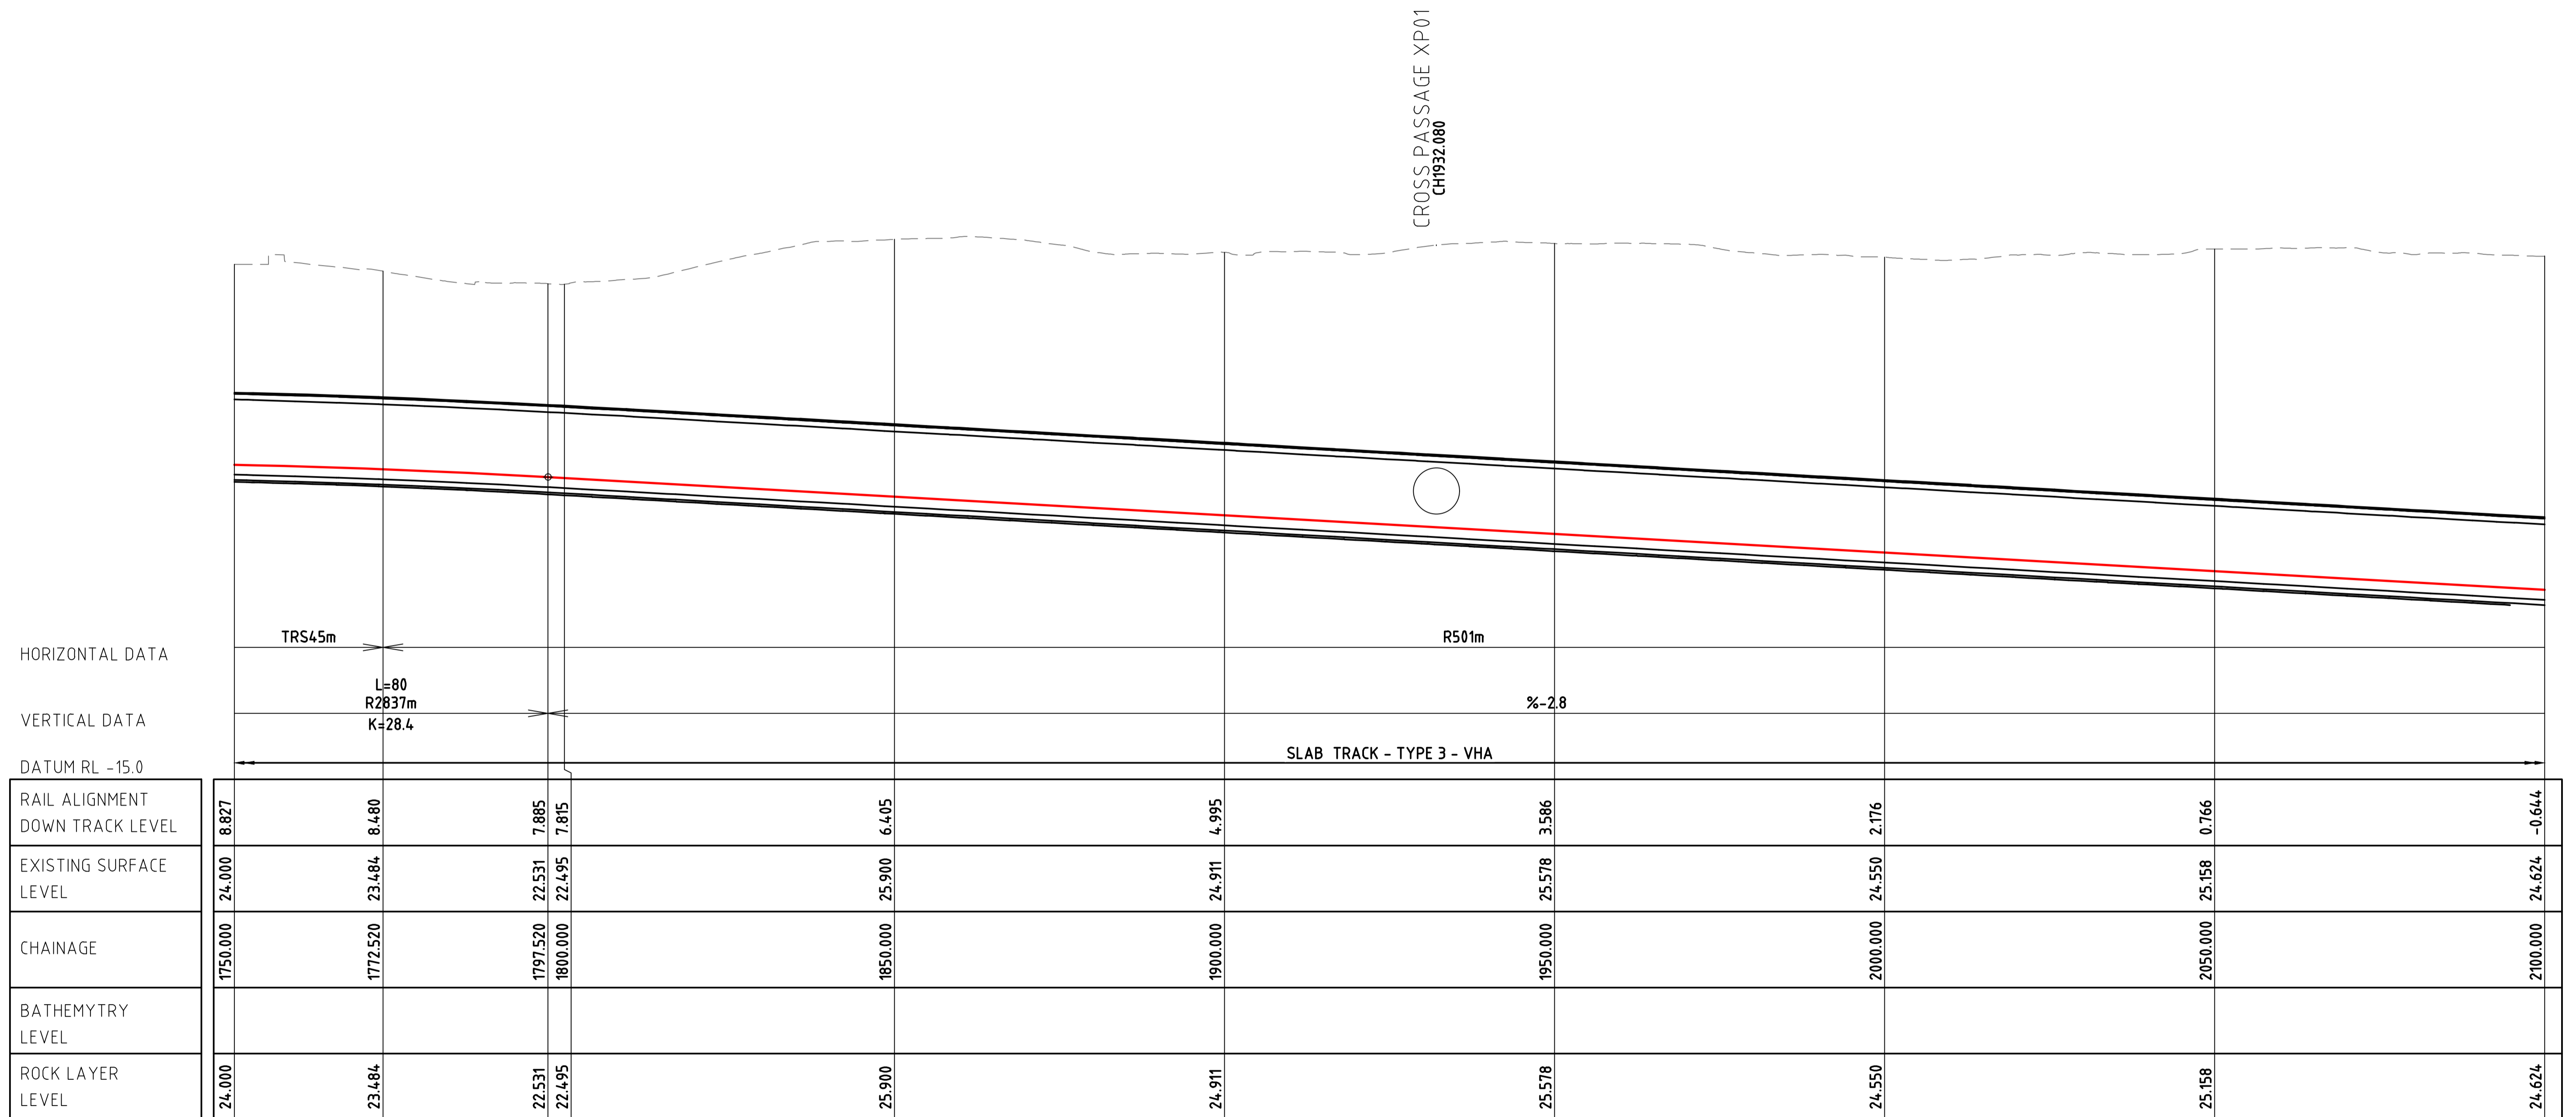 CROSS PASSAGE XP01
CH1932.080
HORIZONTAL DATA
TRS45m
R501m
VERTICAL DATA
L=80
R2837m
K=28.4
%-2.8
SLAB TRACK - TYPE 3 - VHA
DATUM RL -15.0
RAIL ALIGNMENT
DOWN TRACK LEVEL
8.827 8.480 7.885 7.815 6.405 4.995 3.586 2.176 0.766 -0.644
EXISTING SURFACE
LEVEL
24.000 23.484 22.531 22.495 25.900 24.911 25.578 24.550 25.158 24.624
CHAINAGE
1750.000 1772.520 1797.520 1800.000 1850.000 1900.000 1950.000 2000.000 2050.000 2100.000
BATHEMYTRY
LEVEL
ROCK LAYER
LEVEL
24.000 23.484 22.531 22.495 25.900 24.911 25.578 24.550 25.158 24.624